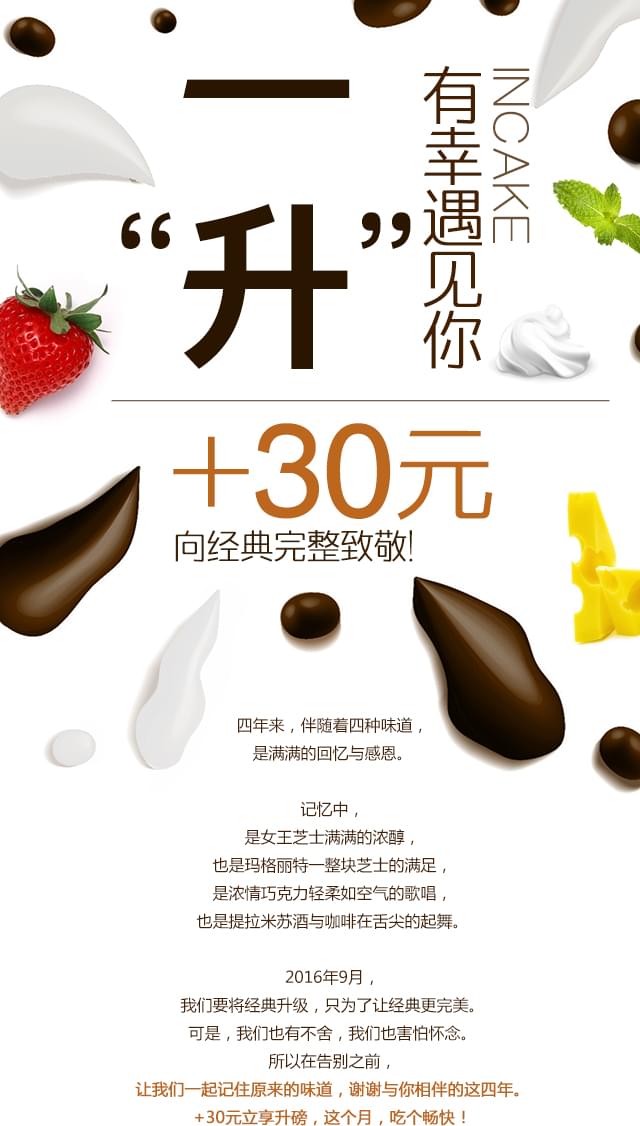 一
“升”
有幸遇见你
INCAKE
+30元
向经典完整致敬!
四年来，伴随着四种味道，
是满满的回忆与感恩。
记忆中，
是女王芝士满满的浓醇，
也是玛格丽特一整块芝士的满足，
是浓情巧克力轻柔如空气的歌唱，
也是提拉米苏酒与咖啡在舌尖的起舞。
2016年9月，
我们要将经典升级，只为了让经典更完美。
可是，我们也有不舍，我们也害怕怀念。
所以在告别之前，
让我们一起记住原来的味道，谢谢与你相伴的这四年。
+30元立享升磅，这个月，吃个畅快！